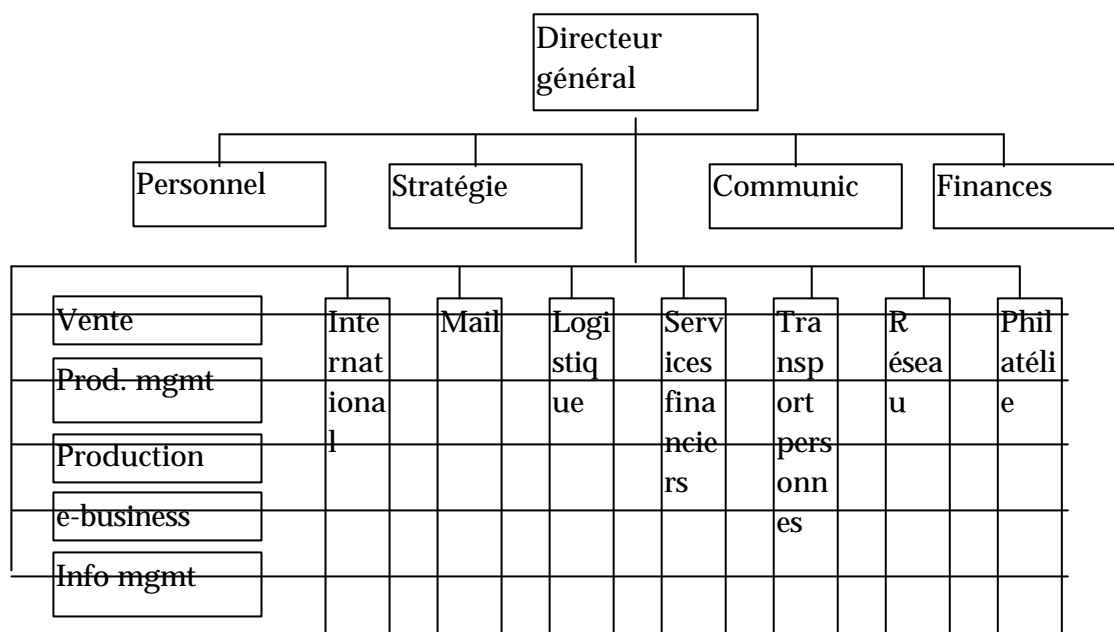 Directeur
général
Personnel
Stratégie
Communic
Finances
Vente
Prod. mgmt
Production
e-business
Info mgmt
Inte
rnat
iona
l
Mail
Logi
stiq
ue
Serv
ices
fina
ncie
rs
Tra
nsp
ort
pers
onn
es
R
ésea
u
Phil
atéli
e